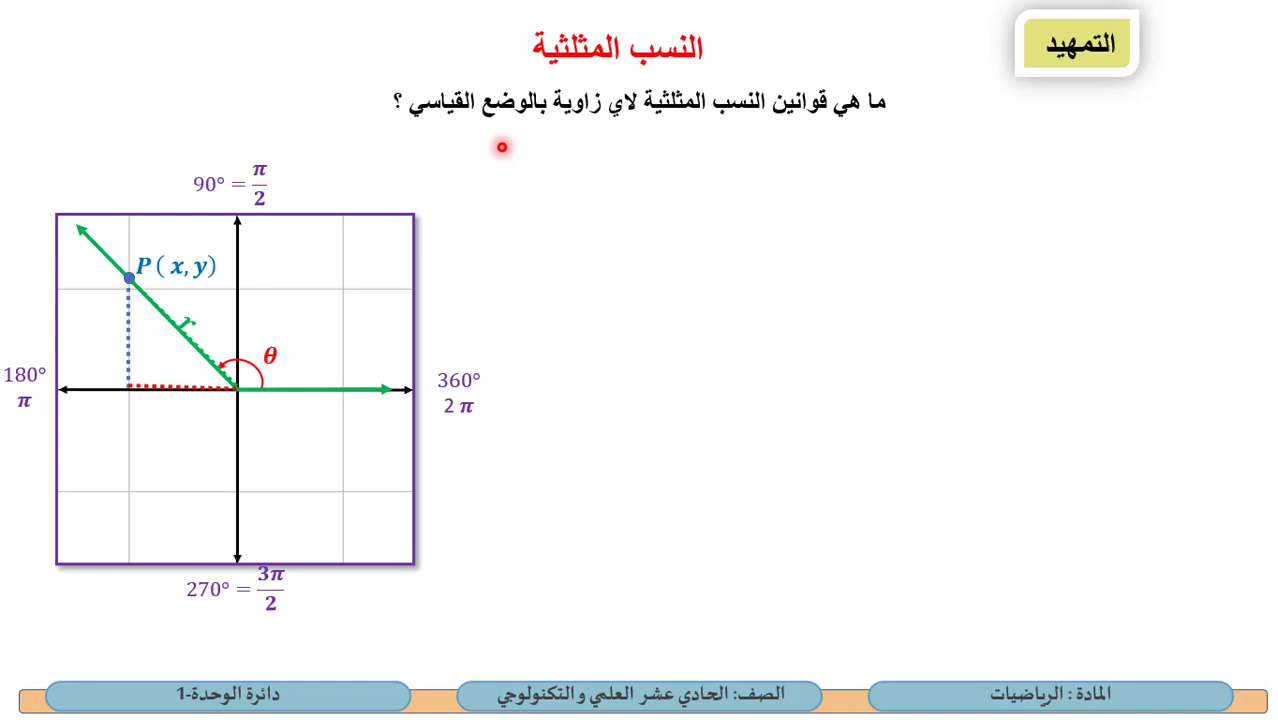 التمهيد
النسب المثلثية
ما هي قوانين النسب المثلثية لاي زاوية بالوضع القياسي ؟
90° = π/2
P ( x, y)
r
θ
180°
π
360°
2 π
270° = 3π/2
المادة : الرياضيات
الصف: الحادي عشر العلمي والتكنولوجي
دائرة الوحدة-1